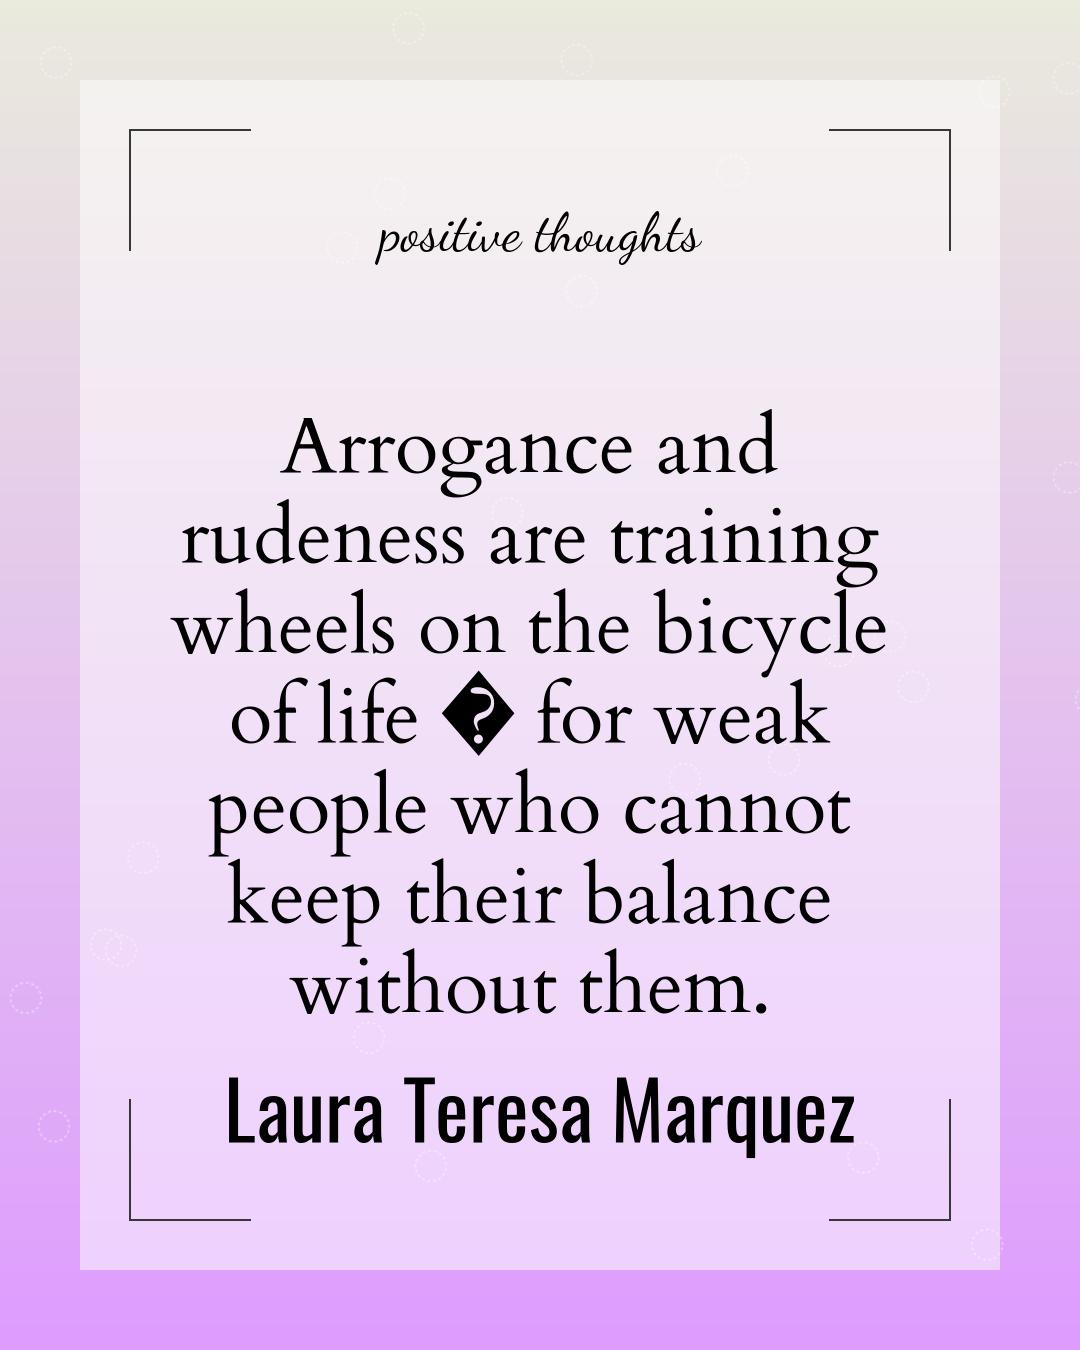 positive thoughts
Arrogance and
rudeness are training
wheels on the bicycle
of life � for weak
people who cannot
keep their balance
without them.
Laura Teresa Marquez